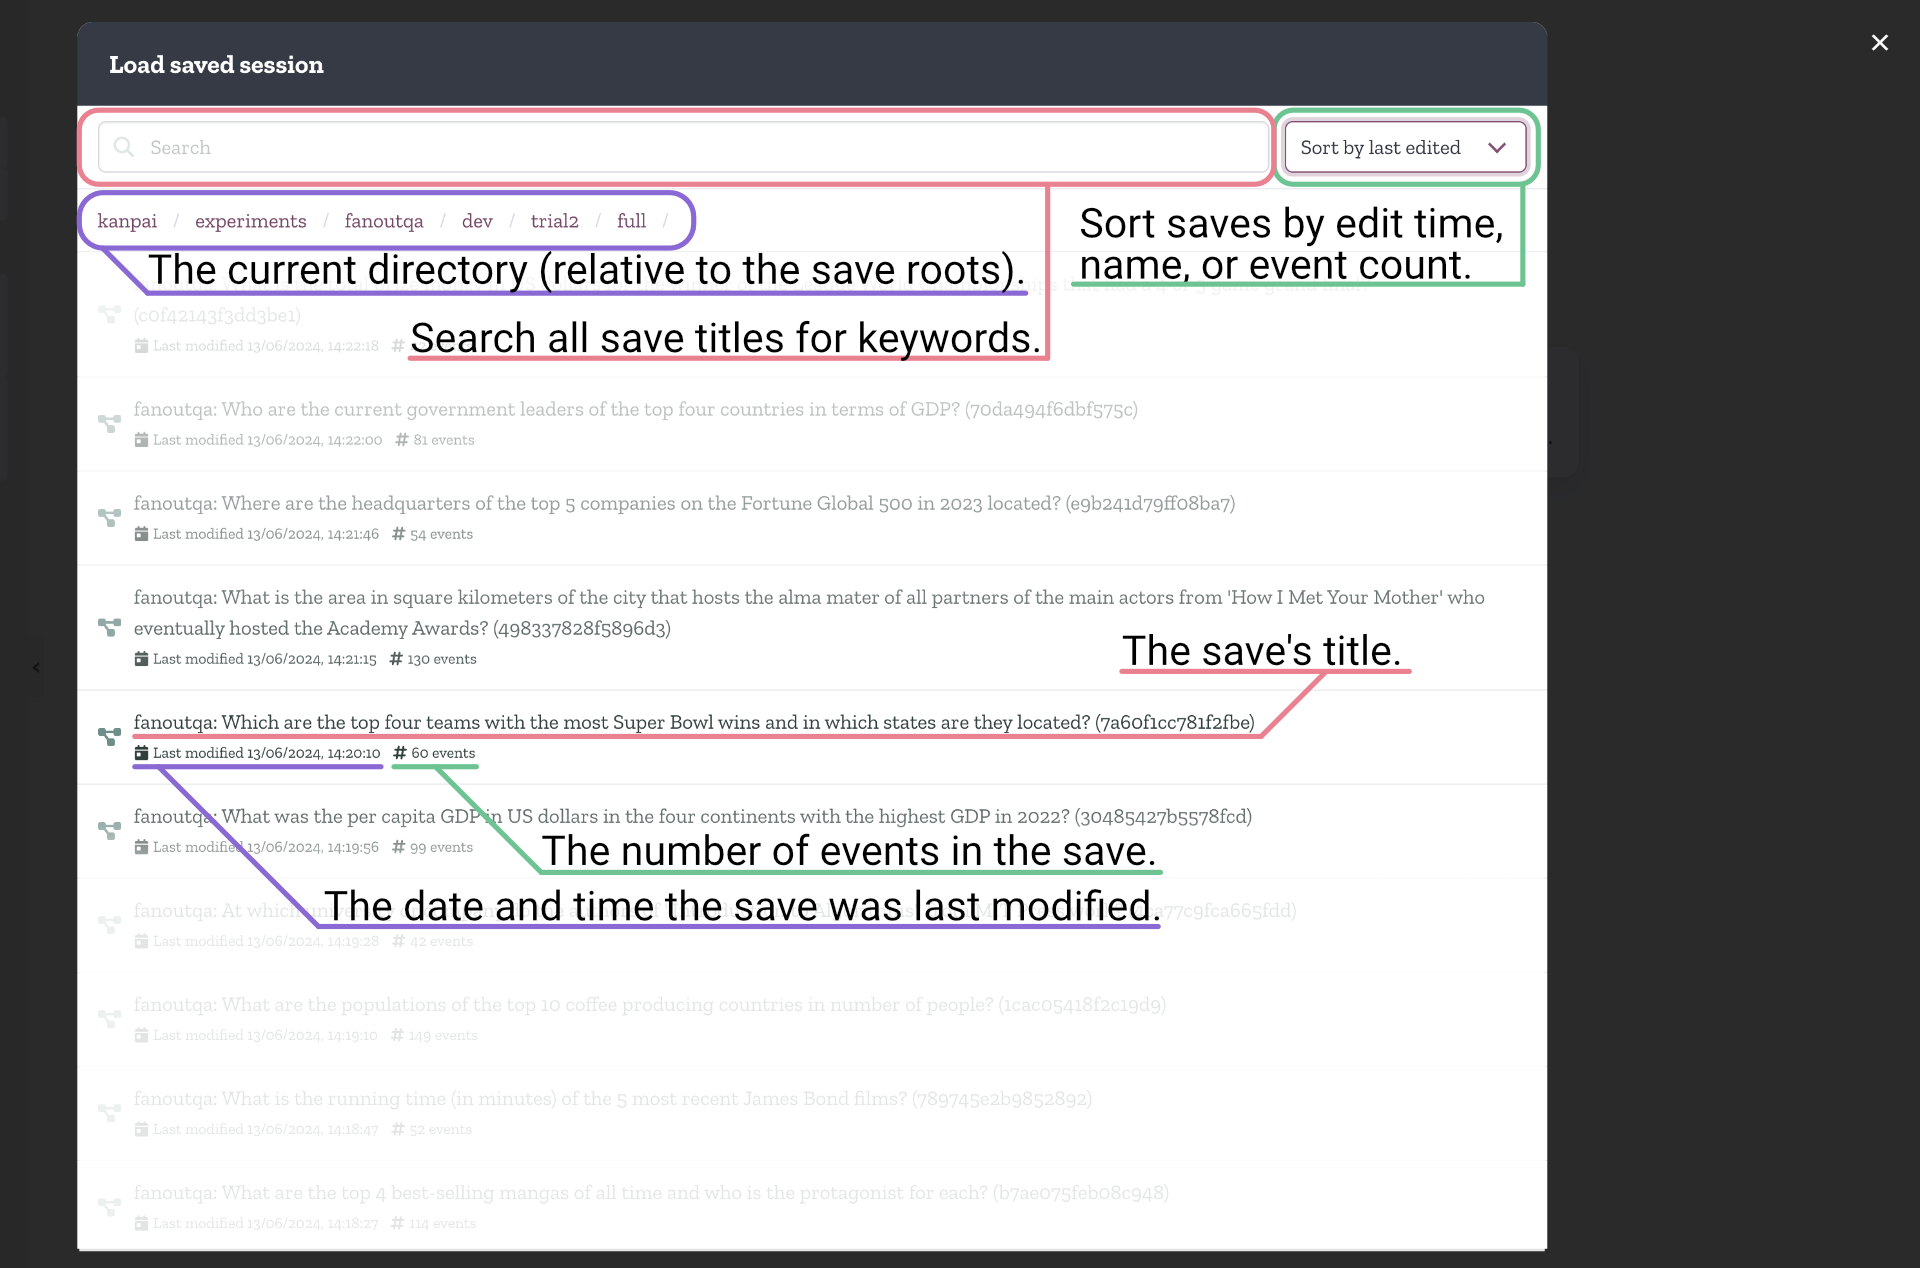 Load saved session
Search
Sort by last edited
kanpai / experiments / fanoutqa / dev / trial2 / full /
Sort saves by edit time,
name, or event count.
The current directory (relative to the save roots).
(c0f42143f3dd3be1)
Last modified 13/06/2024, 14:22:18 #
Search all save titles for keywords.
fanoutqa: Who are the current government leaders of the top four countries in terms of GDP? (70da494f6dbf575c)
Last modified 13/06/2024, 14:22:00 # 81 events
fanoutqa: Where are the headquarters of the top 5 companies on the Fortune Global 500 in 2023 located? (e9b241d79ff08ba7)
Last modified 13/06/2024, 14:21:46 # 54 events
fanoutqa: What is the area in square kilometers of the city that hosts the alma mater of all partners of the main actors from 'How I Met Your Mother' who
eventually hosted the Academy Awards? (498337828f5896d3)
Last modified 13/06/2024, 14:21:15 # 130 events
The save's title.
fanoutqa: Which are the top four teams with the most Super Bowl wins and in which states are they located? (7a60f1cc781f2fbe)
Last modified 13/06/2024, 14:20:10 # 60 events
fanoutqa: What was the per capita GDP in US dollars in the four continents with the highest GDP in 2022? (30485427b5578fcd)
Last modified 13/06/2024, 14:19:56 # 99 events
The number of events in the save.
The date and time the save was last modified.
fanoutqa: At which
Last modified 13/06/2024, 14:19:28 # 42 events
fanoutqa: What are the populations of the top 10 coffee producing countries in number of people? (1cac05418f2c19d9)
Last modified 13/06/2024, 14:19:10 # 149 events
fanoutqa: What is the running time (in minutes) of the 5 most recent James Bond films? (789745e2b9852892)
Last modified 13/06/2024, 14:18:47 # 52 events
fanoutqa: What are the top 4 best-selling mangas of all time and who is the protagonist for each? (b7ae075feb08c948)
Last modified 13/06/2024, 14:18:27 # 114 events